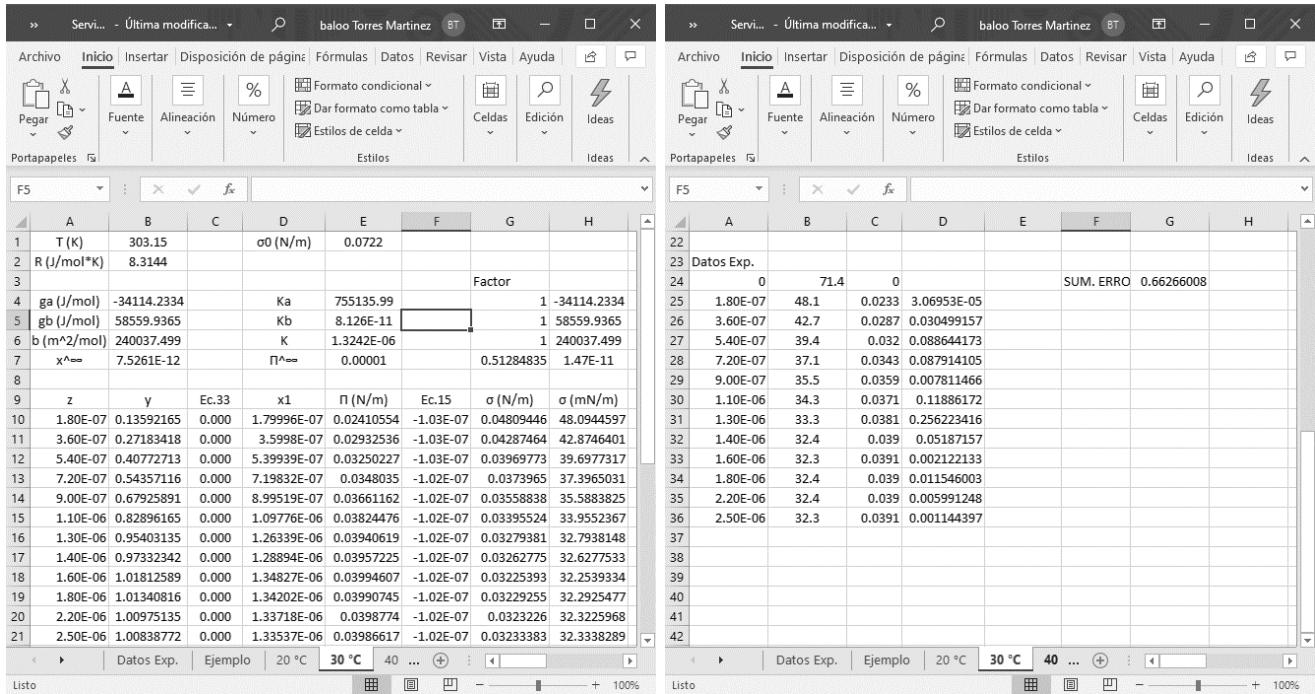 Servi... - Última modifica... baloo Torres Martinez BT
Archivo Inicio Insertar Disposición de págin Fórmulas Datos Revisar Vista Ayuda
Pegar Fuente Alineación Número Formato condicional Celdas Edición Ideas
Dar formato como tabla
Estilos de celda
Portapapeles Estilos Ideas
F5 fx
A B C D E F G H
1 T (K) 303.15 σ0 (N/m) 0.0722
2 R (J/mol*K) 8.3144
3 Factor
4 ga (J/mol) -34114.2334 Ka 755135.99 1 -34114.2334
5 gb (J/mol) 58559.9365 Kb 8.126E-11 1 58559.9365
6 b (m^2/mol) 240037.499 K 1.3242E-06 1 240037.499
7 x^∞ 7.5261E-12 Π^∞ 0.00001 0.51284835 1.47E-11
8
9 z y Ec.33 x1 Π (N/m) Ec.15 σ (N/m) σ (mN/m)
10 1.80E-07 0.13592165 0.000 1.79996E-07 0.02410554 -1.03E-07 0.04809446 48.0944597
11 3.60E-07 0.27183418 0.000 3.5998E-07 0.02932536 -1.03E-07 0.04287464 42.8746401
12 5.40E-07 0.40772713 0.000 5.39939E-07 0.03250227 -1.03E-07 0.03969773 39.6977317
13 7.20E-07 0.54357116 0.000 7.19832E-07 0.0348035 -1.02E-07 0.0373965 37.3965031
14 9.00E-07 0.67925891 0.000 8.99519E-07 0.03661162 -1.02E-07 0.03558838 35.5883825
15 1.10E-06 0.82896165 0.000 1.09776E-06 0.03824476 -1.02E-07 0.03395524 33.9552367
16 1.30E-06 0.95403135 0.000 1.26339E-06 0.03940619 -1.02E-07 0.03279381 32.7938148
17 1.40E-06 0.97332342 0.000 1.28894E-06 0.03957225 -1.02E-07 0.03262775 32.6277533
18 1.60E-06 1.01812589 0.000 1.34827E-06 0.03994607 -1.02E-07 0.03225393 32.2539334
19 1.80E-06 1.01340816 0.000 1.34202E-06 0.03990745 -1.02E-07 0.03229255 32.2925477
20 2.20E-06 1.00975135 0.000 1.33718E-06 0.0398774 -1.02E-07 0.0323226 32.3225968
21 2.50E-06 1.00838772 0.000 1.33537E-06 0.03986617 -1.02E-07 0.03233383 32.3338289
Datos Exp. Ejemplo 20 °C 30 °C 40 ...
Listo 100%
Servi... - Última modifica... baloo Torres Martinez BT
Archivo Inicio Insertar Disposición de págin Fórmulas Datos Revisar Vista Ayuda
Pegar Fuente Alineación Número Formato condicional Celdas Edición Ideas
Dar formato como tabla
Estilos de celda
Portapapeles Estilos Ideas
F5 fx
A B C D E F G H
22
23 Datos Exp.
24 0 71.4 0 SUM. ERRO 0.66266008
25 1.80E-07 48.1 0.0233 3.06953E-05
26 3.60E-07 42.7 0.0287 0.030499157
27 5.40E-07 39.4 0.032 0.088644173
28 7.20E-07 37.1 0.0343 0.087914105
29 9.00E-07 35.5 0.0359 0.007811466
30 1.10E-06 34.3 0.0371 0.11886172
31 1.30E-06 33.3 0.0381 0.256223416
32 1.40E-06 32.4 0.039 0.05187157
33 1.60E-06 32.3 0.0391 0.002122133
34 1.80E-06 32.4 0.039 0.011546003
35 2.20E-06 32.4 0.039 0.005991248
36 2.50E-06 32.3 0.0391 0.001144397
37
38
39
40
41
42
Datos Exp. Ejemplo 20 °C 30 °C 40 ...
Listo 100%